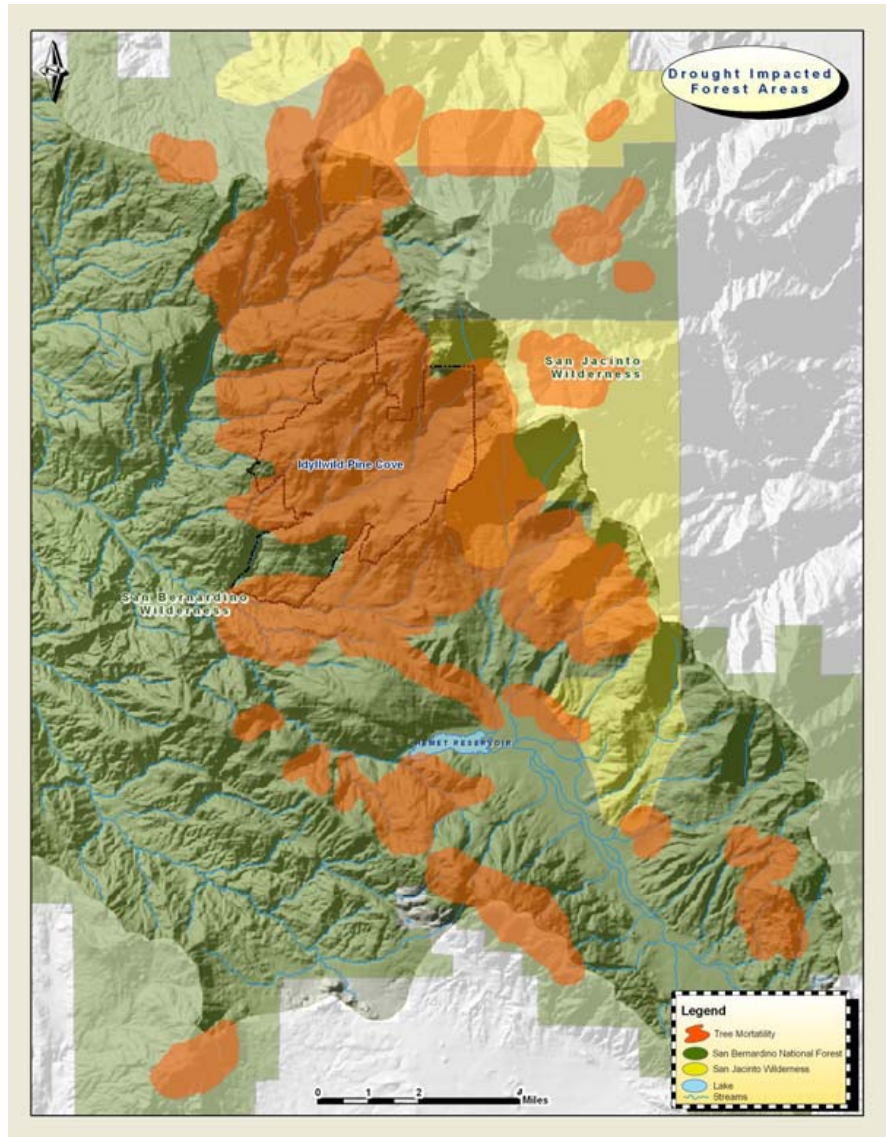 Drought Impacted
Forest Areas
San Jacinto
Wilderness
Idyllwild-Pine Cove
San Bernardino
Wilderness
HEMET RESERVOIR
Legend
Tree Mortatility
San Bernardino National Forest
San Jacinto Wilderness
Lake
Streams
0 1 2 4
Miles